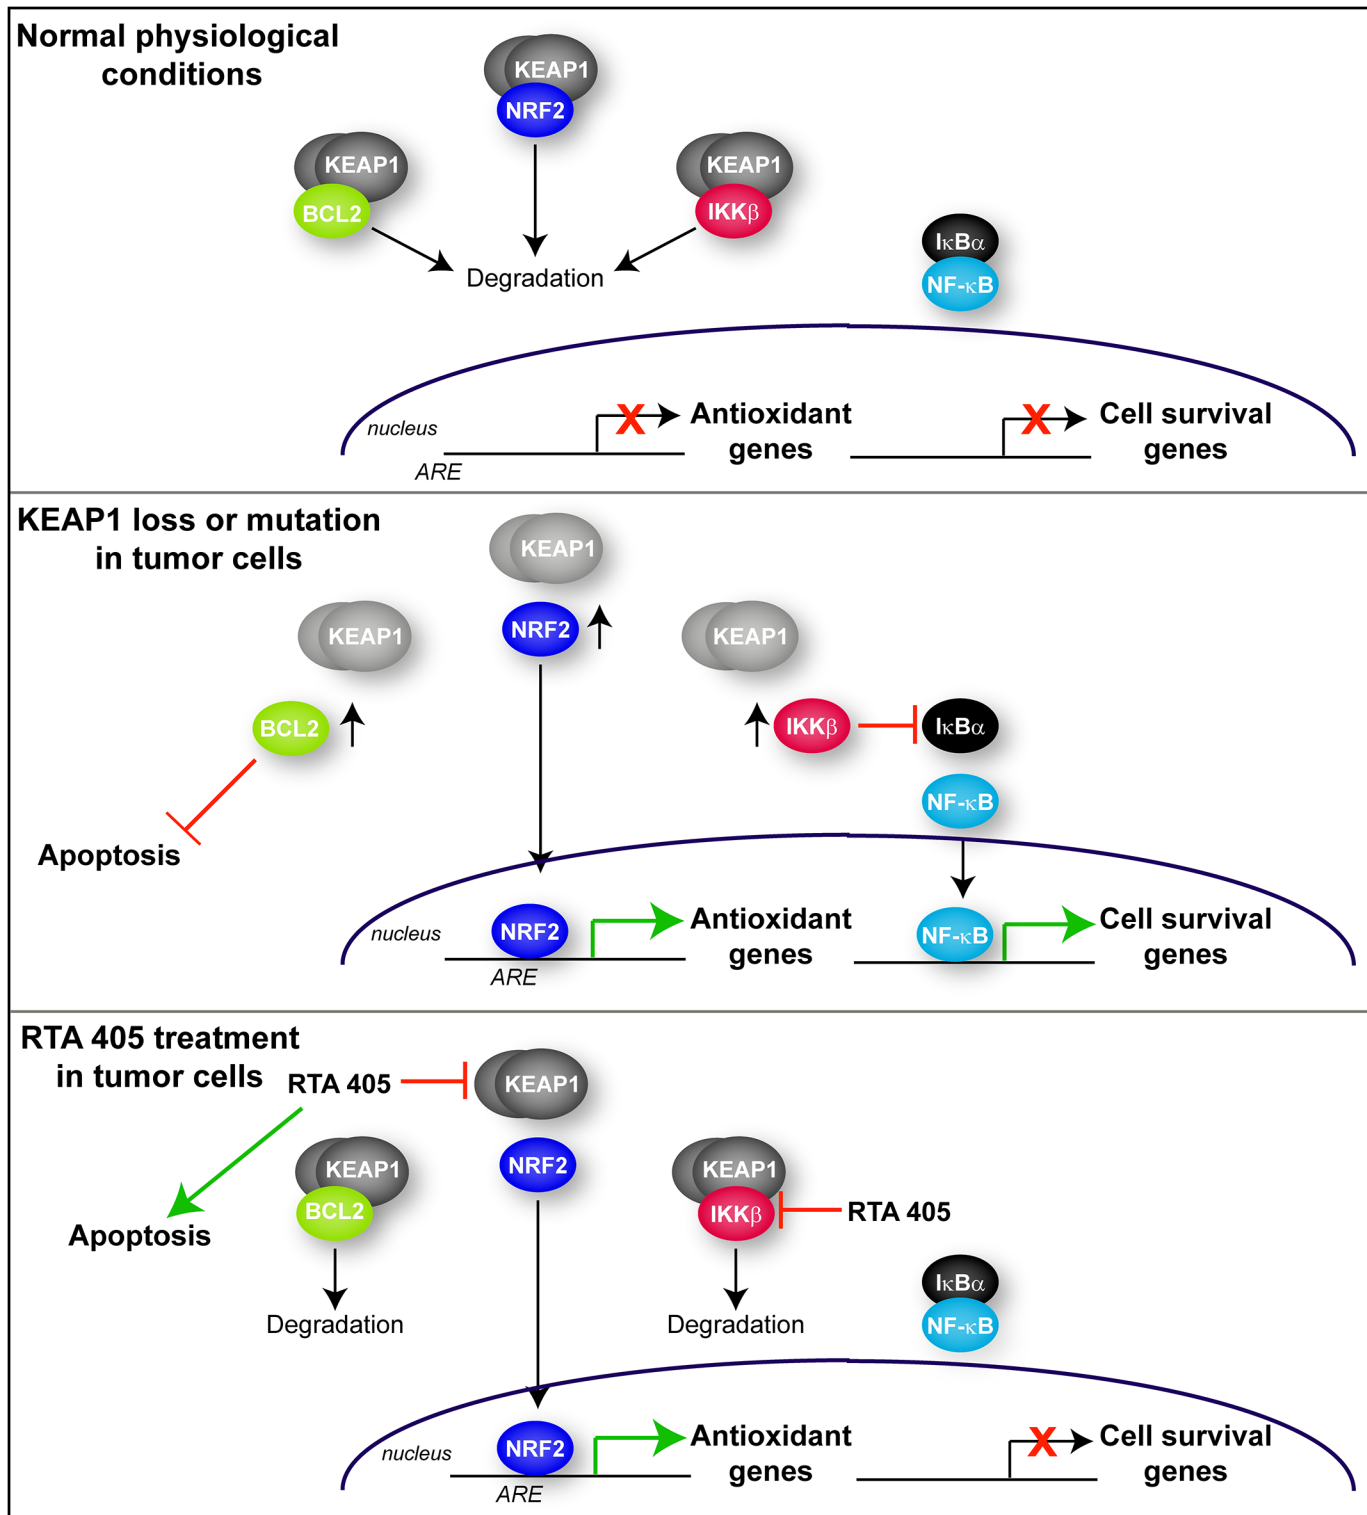 Normal physiological
conditions
KEAP1
NRF2
KEAP1
BCL2
KEAP1
IKKβ
Degradation
IκBα
NF-κB
nucleus
ARE
Antioxidant
genes
Cell survival
genes
KEAP1 loss or mutation
in tumor cells
KEAP1
NRF2
KEAP1
BCL2
KEAP1
IKKβ
IκBα
NF-κB
Apoptosis
nucleus
NRF2
ARE
Antioxidant
genes
NF-κB
Cell survival
genes
RTA 405 treatment
in tumor cells
RTA 405
KEAP1
NRF2
KEAP1
BCL2
Apoptosis
Degradation
KEAP1
IKKβ
RTA 405
Degradation
IκBα
NF-κB
nucleus
NRF2
ARE
Antioxidant
genes
Cell survival
genes